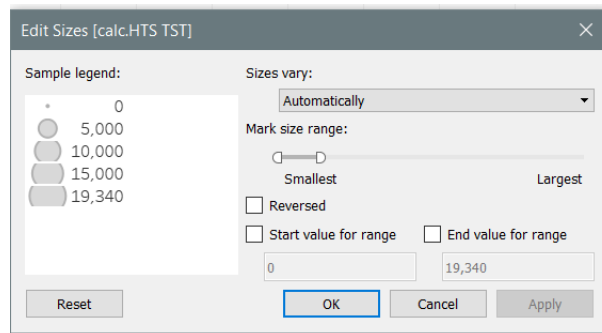 Edit Sizes [calc.HTS TST]
Sample legend:
0
5,000
10,000
15,000
19,340
Sizes vary:
Automatically
Mark size range:
Smallest Largest
Reversed
Start value for range End value for range
0 19,340
Reset OK Cancel Apply